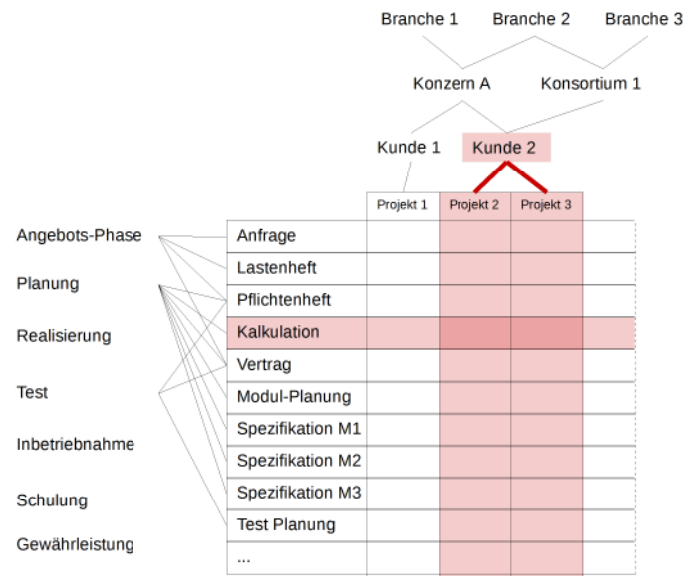 Branche 1 Branche 2 Branche 3
Konzern A Konsortium 1
Kunde 1 Kunde 2
Projekt 1 Projekt 2 Projekt 3
Angebots-Phase
Planung
Realisierung
Test
Inbetriebnahme
Schulung
Gewährleistung
Anfrage
Lastenheft
Pflichtenheft
Kalkulation
Vertrag
Modul-Planung
Spezifikation M1
Spezifikation M2
Spezifikation M3
Test Planung
...